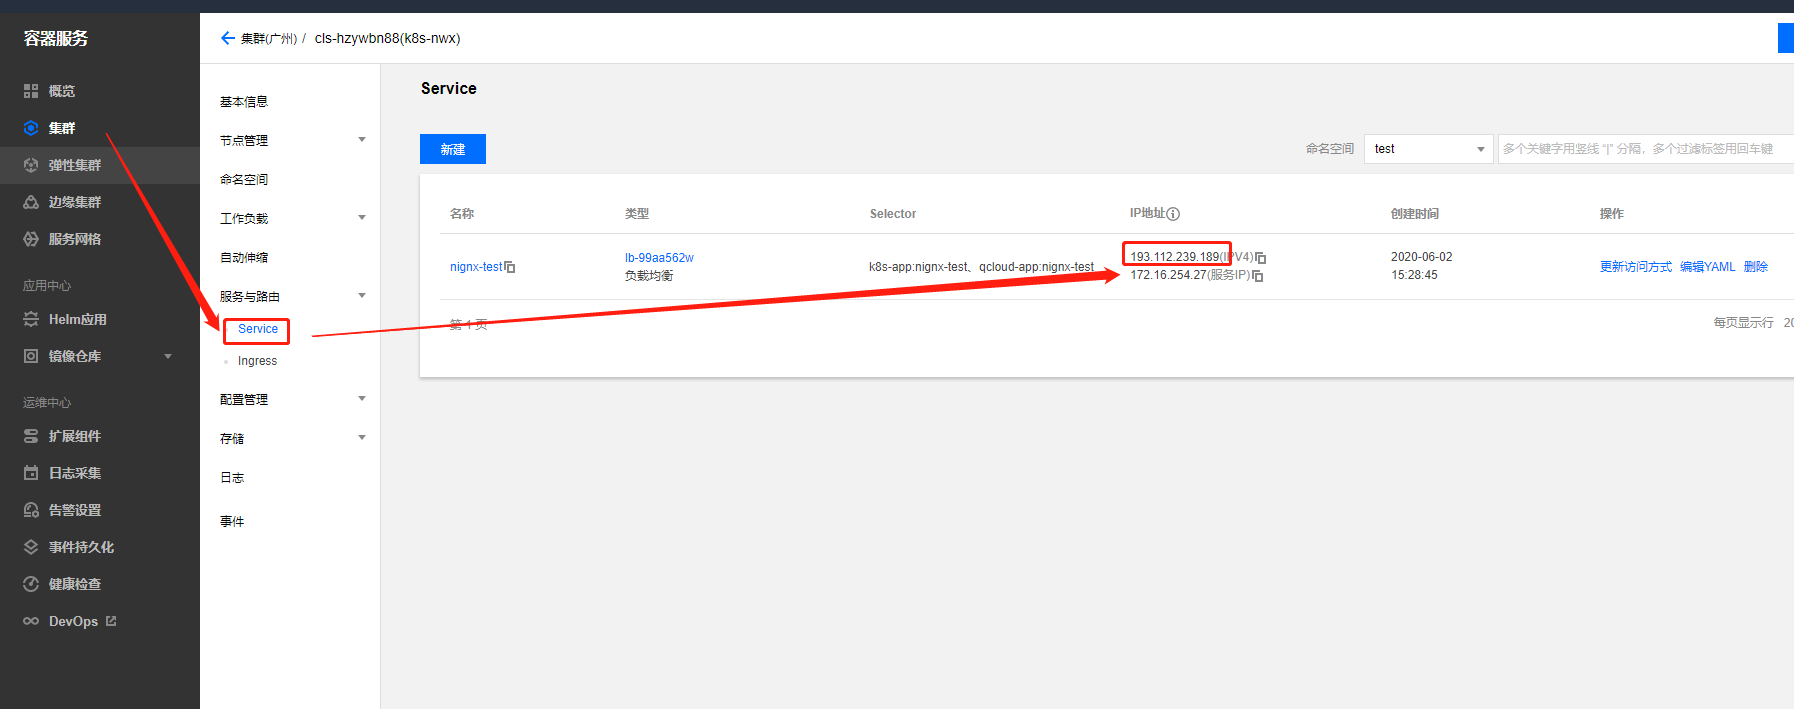 容器服务
概览
集群
弹性集群
边缘集群
服务网格
应用中心
Helm应用
镜像仓库
运维中心
扩展组件
日志采集
告警设置
事件持久化
健康检查
DevOps
集群(广州) / cls-hzywbn88(k8s-nwx)
基本信息
节点管理
命名空间
工作负载
自动伸缩
服务与路由
Service
Ingress
配置管理
存储
日志
事件
Service
新建
命名空间 test 多个关键字用竖线 "|" 分隔，多个过滤标签用回车键
名称 类型 Selector IP地址 创建时间 操作
nignx-test
lb-99aa562w
负载均衡
k8s-app:nignx-test、qcloud-app:nignx-test
193.112.239.189(IPV4)
172.16.254.27(服务IP)
2020-06-02
15:28:45
更新访问方式 编辑YAML 删除
第 1 页 每页显示行 20